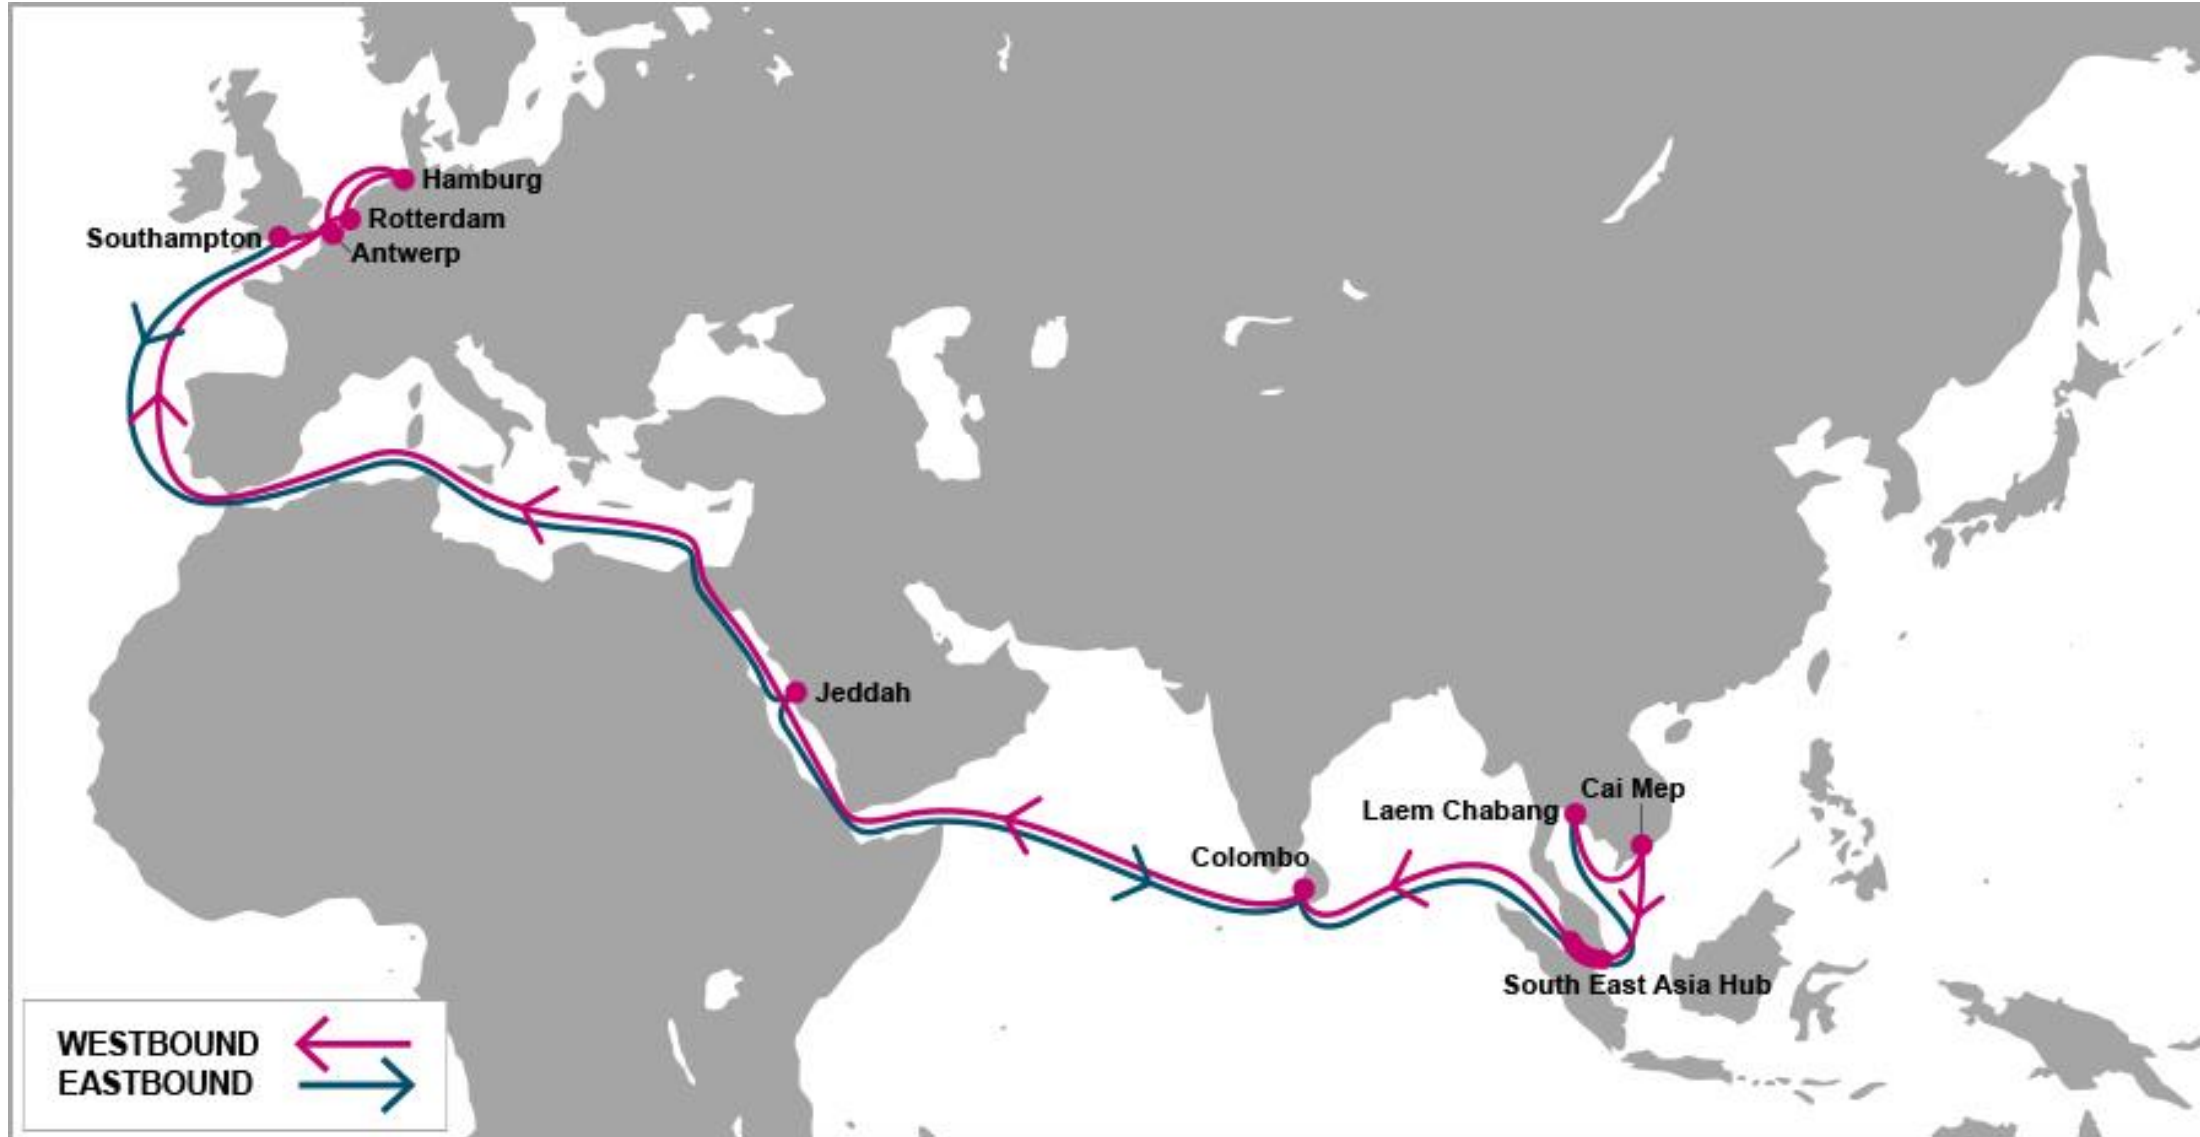 Hamburg
Rotterdam
Southampton
Antwerp
Jeddah
Cai Mep
Laem Chabang
Colombo
South East Asia Hub
WESTBOUND
EASTBOUND